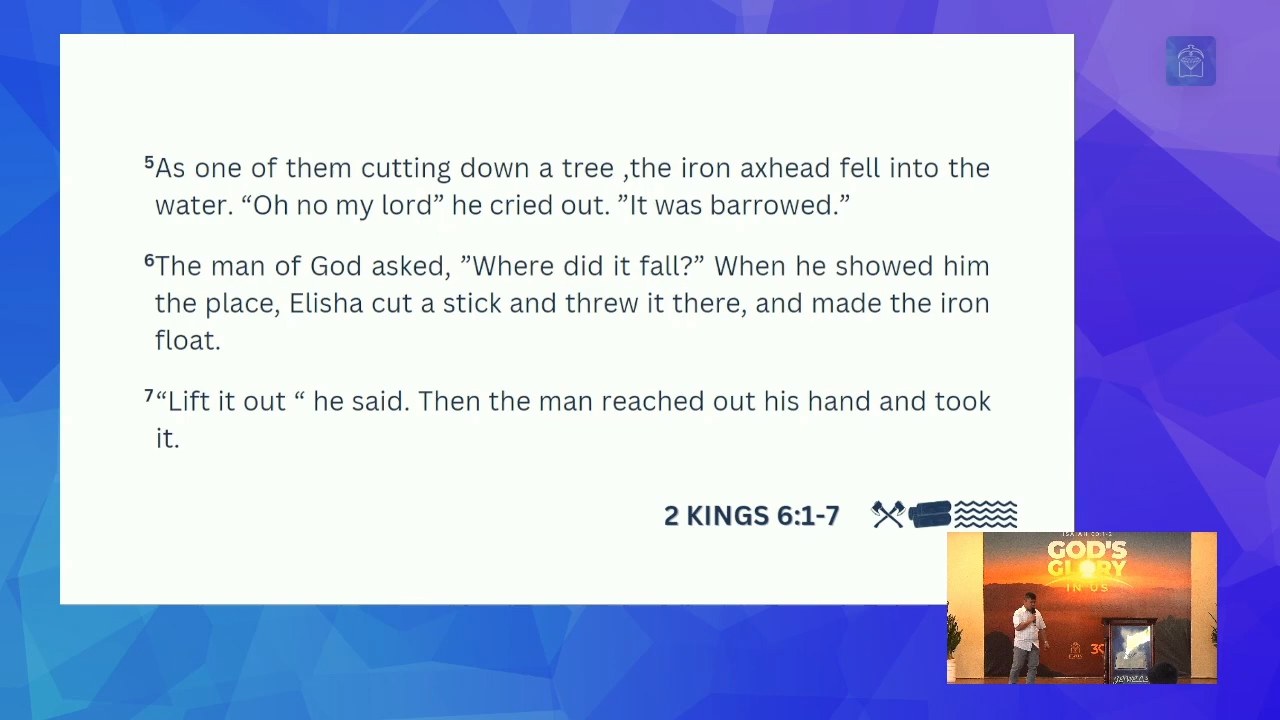 ⁵As one of them cutting down a tree ,the iron axhead fell into the
water. “Oh no my lord” he cried out. ”It was barrowed.”
⁶The man of God asked, ”Where did it fall?” When he showed him
the place, Elisha cut a stick and threw it there, and made the iron
float.
⁷“Lift it out “ he said. Then the man reached out his hand and took
it.
2 KINGS 6:1-7
GOD'S
GLORY
IN US